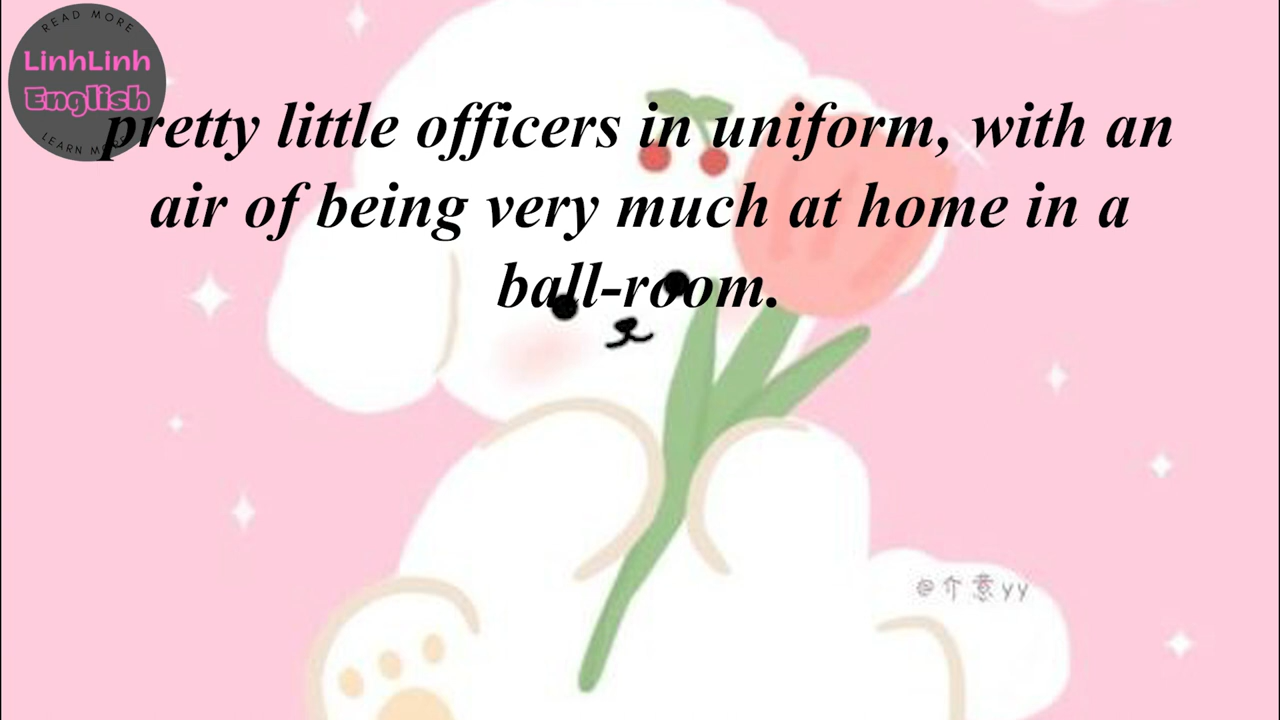 READ MORE
LinhLinh
English
LEARN MO
pretty little officers in uniform, with an
air of being very much at home in a
ball-room.
@介意yy